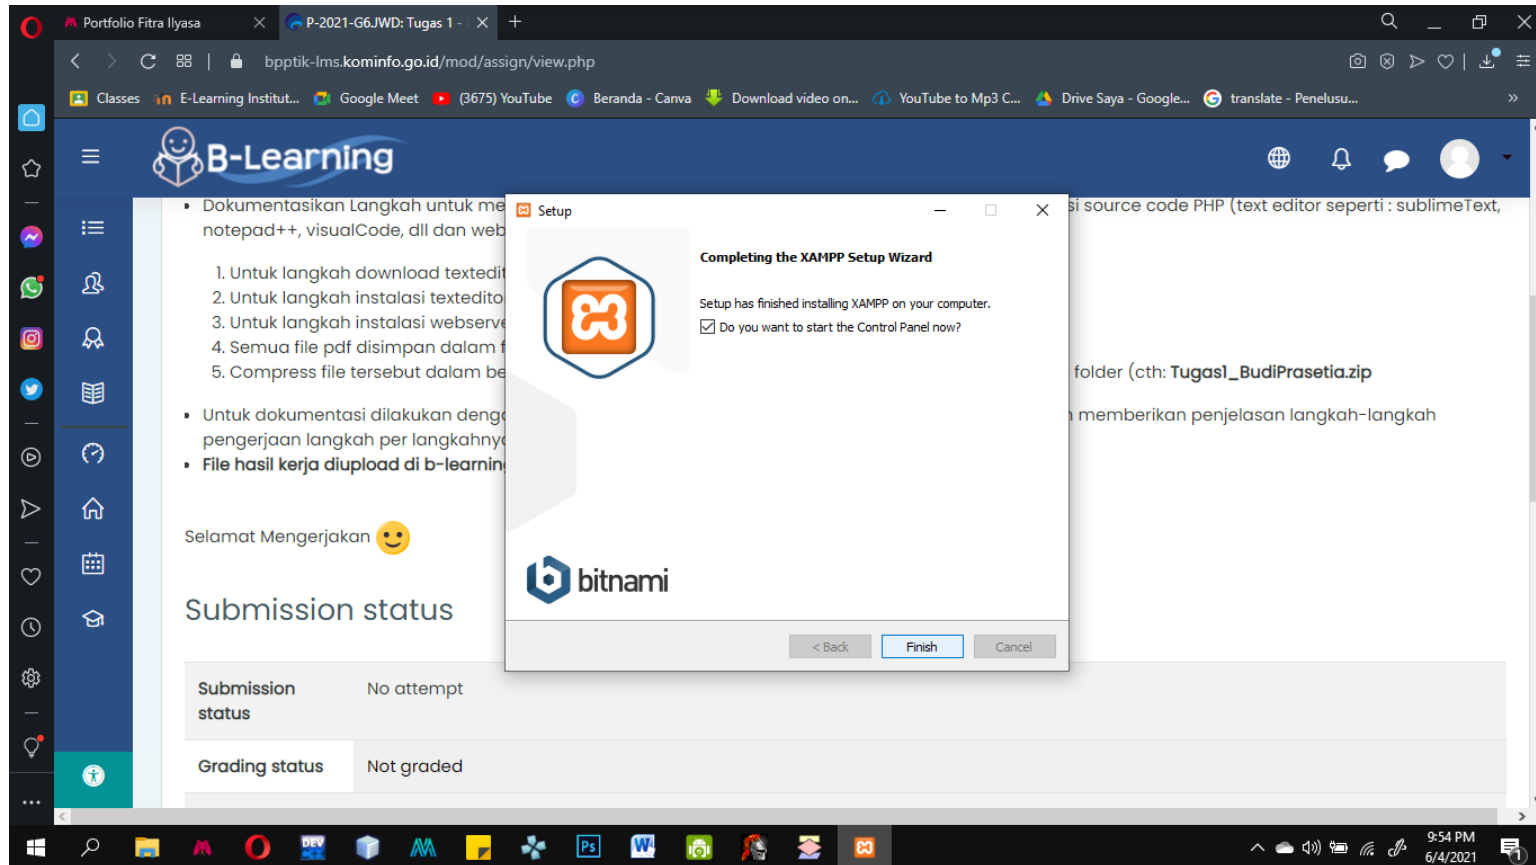 Portfolio Fitra Ilyasa
P-2021-G6.JWD: Tugas 1 -
bpptik-lms.kominfo.go.id/mod/assign/view.php
Classes
E-Learning Institut...
Google Meet
(3675) YouTube
Beranda - Canva
Download video on...
YouTube to Mp3 C...
Drive Saya - Google...
translate - Penelusu...
B-Learning
Dokumentasikan Langkah untuk me
si source code PHP (text editor seperti : sublimeText,
notepad++, visualCode, dll dan web
1. Untuk langkah download textedit
2. Untuk langkah instalasi textedito
3. Untuk langkah instalasi webserve
4. Semua file pdf disimpan dalam f
5. Compress file tersebut dalam be
folder (cth: Tugas1_BudiPrasetia.zip
Untuk dokumentasi dilakukan denga
memberikan penjelasan langkah-langkah
pengerjaan langkah per langkahnya
File hasil kerja diupload di b-learning
Selamat Mengerjakan
Submission status
Submission status
No attempt
Grading status
Not graded
Setup
Completing the XAMPP Setup Wizard
Setup has finished installing XAMPP on your computer.
Do you want to start the Control Panel now?
bitnami
< Back
Finish
Cancel
DEV
Ps
W
9:54 PM
6/4/2021
1